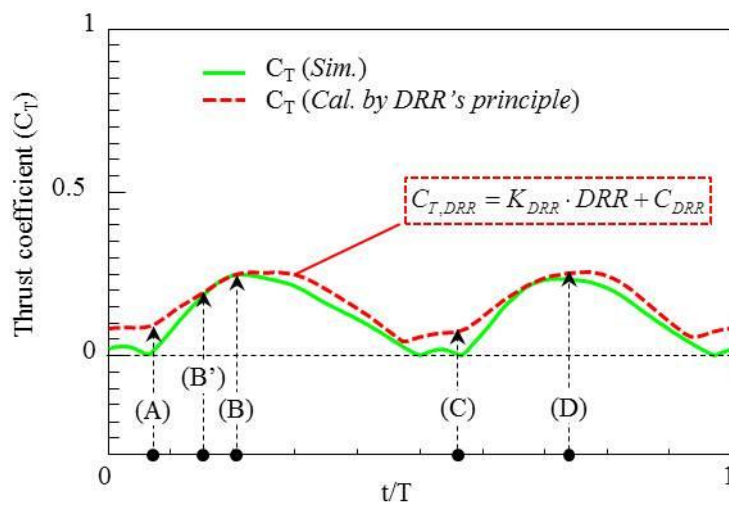 1
C_T (Sim.)
C_T (Cal. by DRR's principle)
Thrust coefficient (C_T)
0.5
C_{T,DRR} = K_{DRR} · DRR + C_{DRR}
0
(B’)
(A)
(B)
(C)
(D)
0
1
t/T